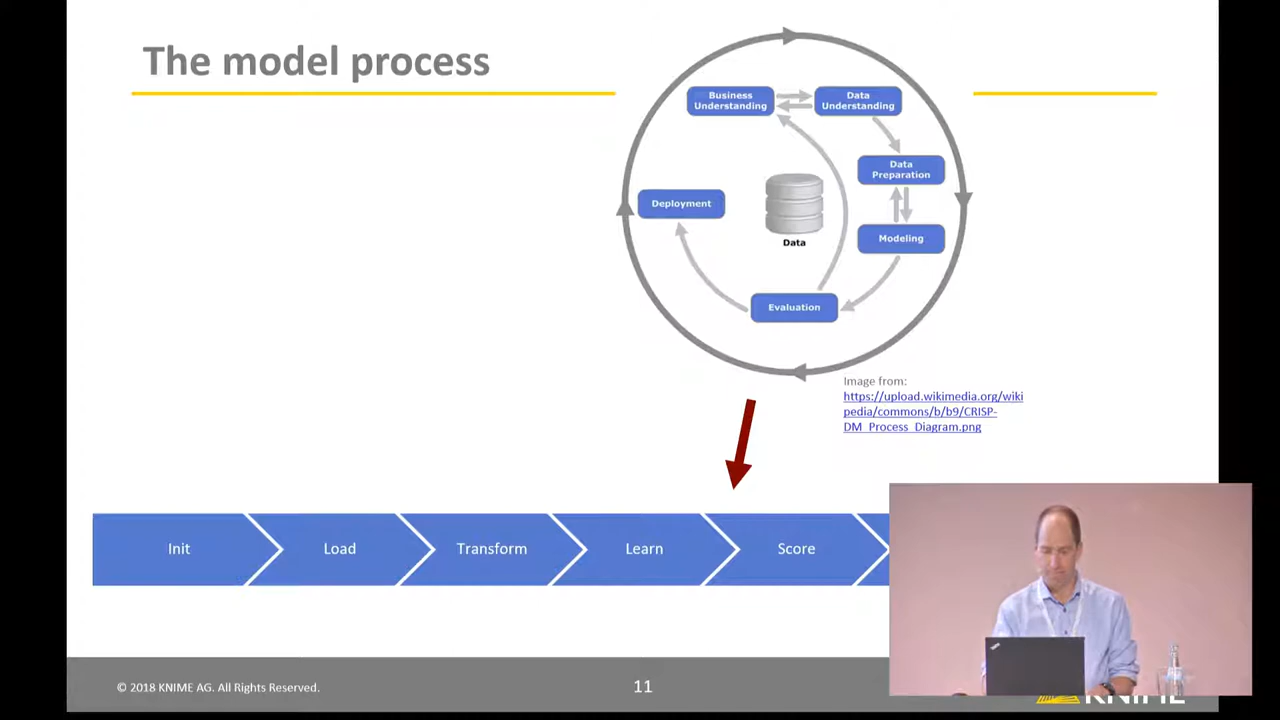 The model process
Business
Understanding
Data
Understanding
Data
Preparation
Deployment
Data
Modeling
Evaluation
Image from:
https://upload.wikimedia.org/wiki
pedia/commons/b/b9/CRISP-
DM_Process_Diagram.png
Init
Load
Transform
Learn
Score
© 2018 KNIME AG. All Rights Reserved.
11
KNIME